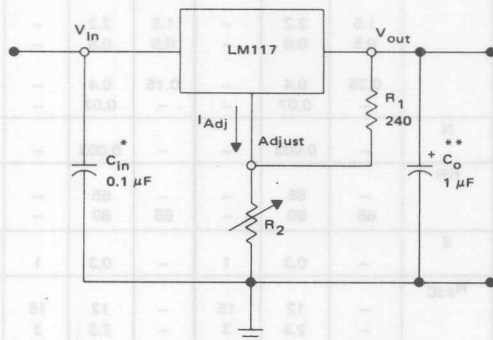 V_in
LM117
V_out
I_Adj
R_1
240
Adjust
C_in *
0.1 μF
+ C_o **
1 μF
R_2